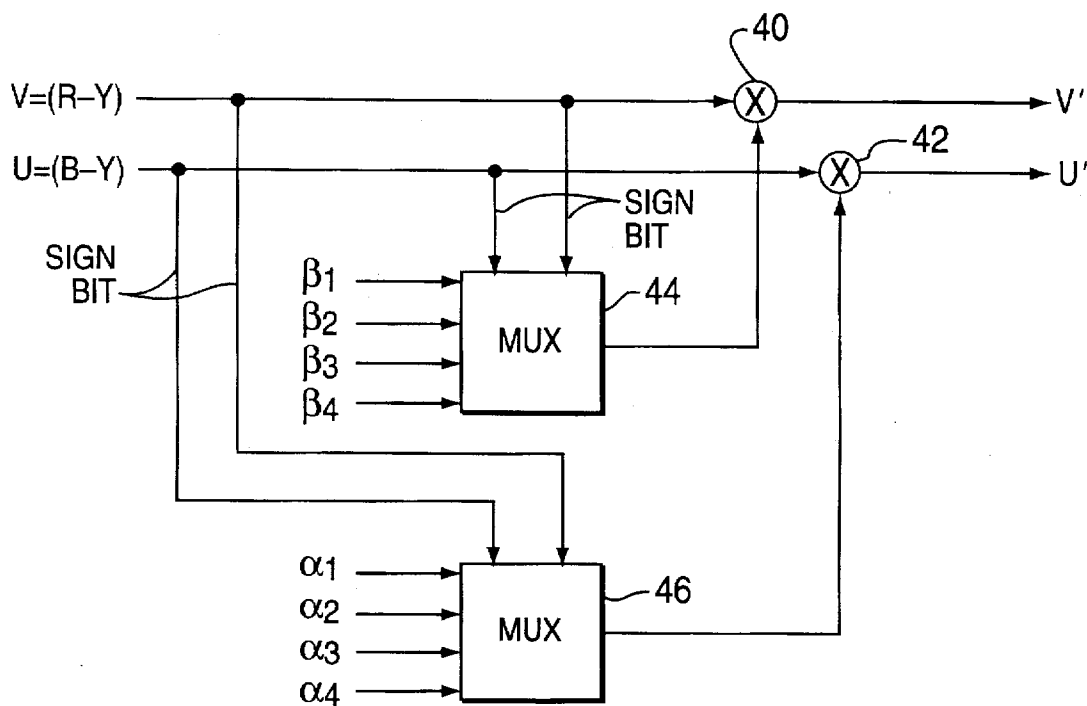 40
V=(R–Y)
X
V'
42
U=(B–Y)
X
U'
SIGN
BIT
SIGN
BIT
β1
β2
β3
β4
MUX
44
α1
α2
α3
α4
MUX
46